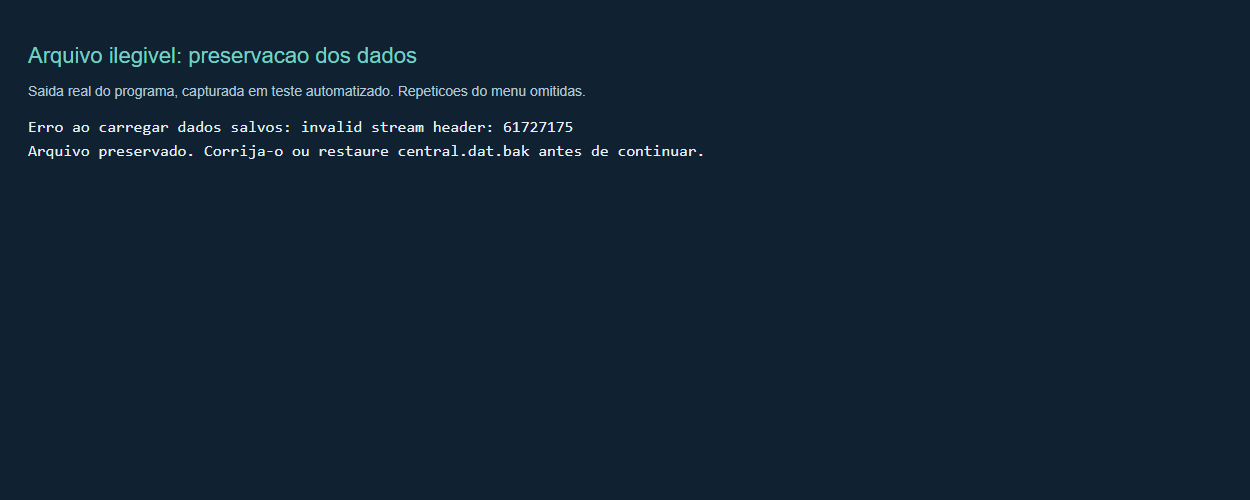 Arquivo ilegivel: preservacao dos dados
Saida real do programa, capturada em teste automatizado. Repeticoes do menu omitidas.
Erro ao carregar dados salvos: invalid stream header: 61727175
Arquivo preservado. Corrija-o ou restaure central.dat.bak antes de continuar.